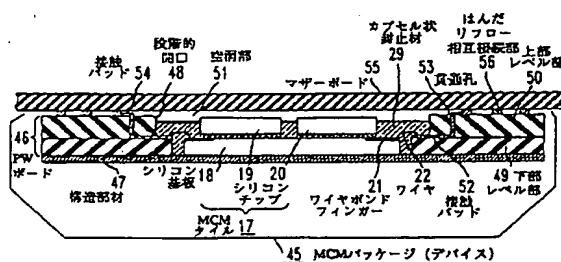 接触
パッド
54
段階的
開口
48
空洞部
51
マザーボード
55
カプセル状
封止材
29
53
貫通孔
はんだ
リフロー
相互接続部
56
上部
レベル部
50
46
PW
ボード
47
構造部材
シリコン
基板
18
19
シリコン
チップ
20
MCM
タイル 17
21
ワイヤボンド
フィンガー
22
ワイヤ
52
接触
パッド
49 下部
レベル部
45 MCMパッケージ (デバイス)